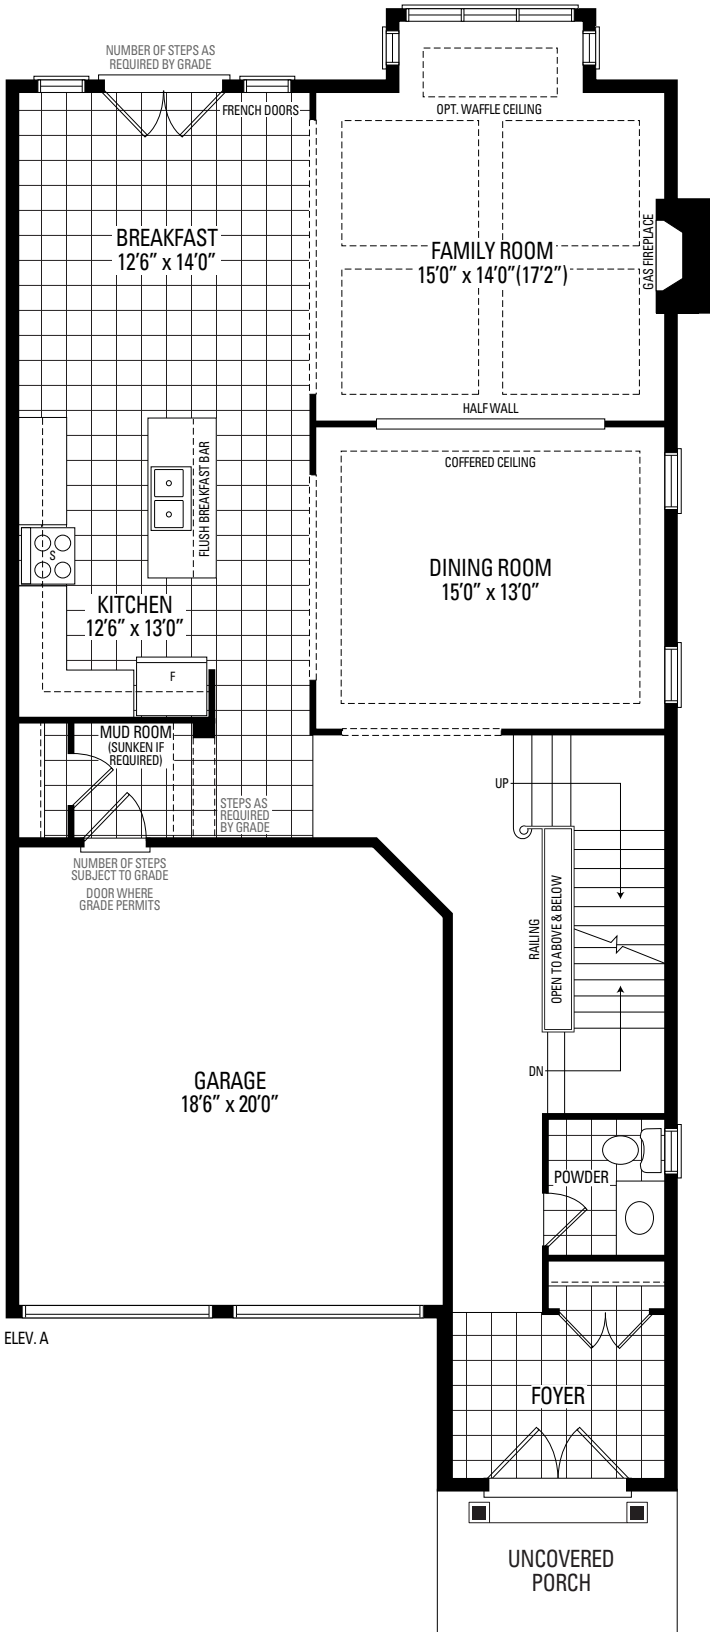 NUMBER OF STEPS AS
REQUIRED BY GRADE
FRENCH DOORS
OPT. WAFFLE CEILING
BREAKFAST
12'6" x 14'0"
FAMILY ROOM
15'0" x 14'0"(17'2")
GAS FIREPLACE
HALF WALL
COFFERED CEILING
FLUSH BREAKFAST BAR
S
DINING ROOM
15'0" x 13'0"
KITCHEN
12'6" x 13'0"
F
MUD ROOM
(SUNKEN IF
REQUIRED)
UP
STEPS AS
REQUIRED
BY GRADE
NUMBER OF STEPS
SUBJECT TO GRADE
DOOR WHERE
GRADE PERMITS
RAILING
OPEN TO ABOVE & BELOW
DN
GARAGE
18'6" x 20'0"
POWDER
ELEV. A
FOYER
UNCOVERED
PORCH